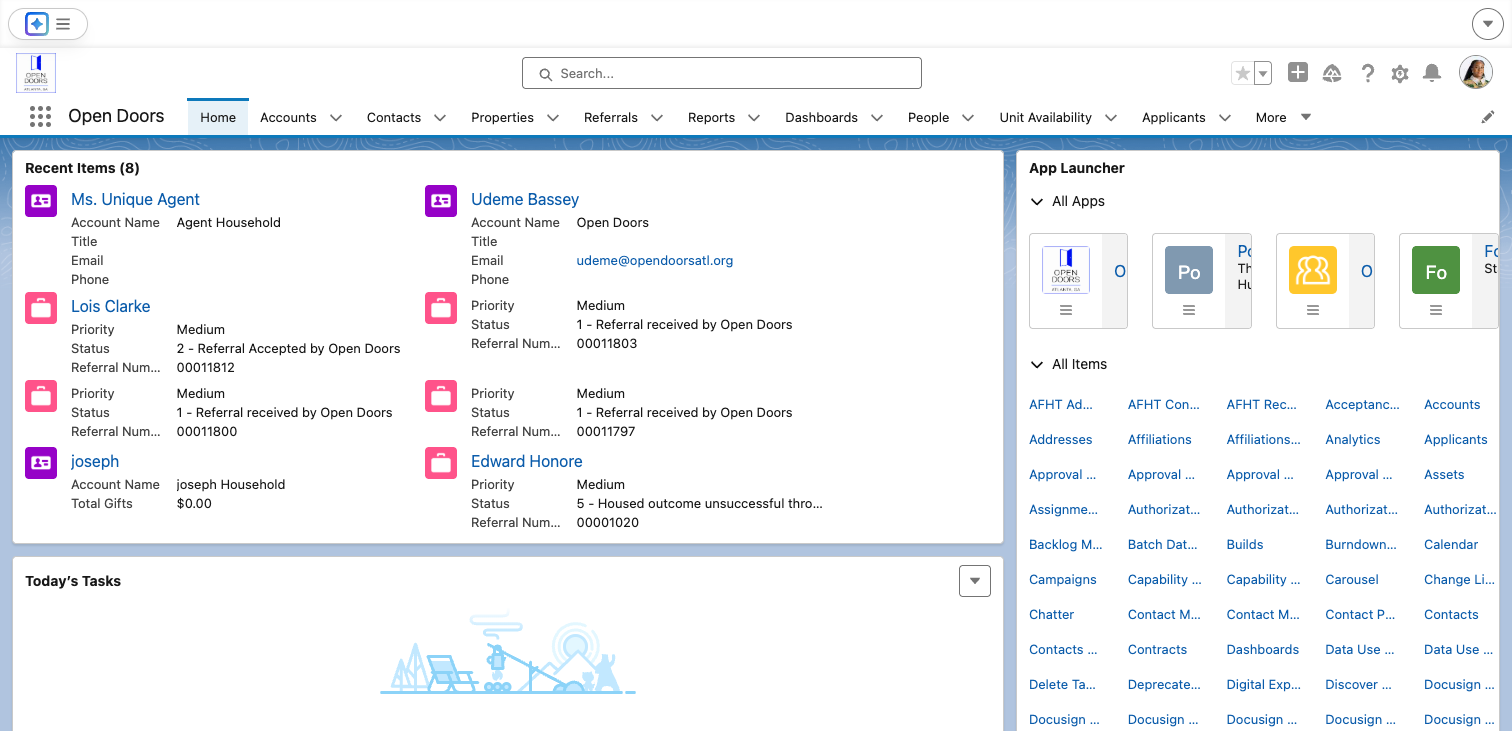 OPEN
DOORS
ATLANTA, GA
Search...
Open Doors
Home
Accounts
Contacts
Properties
Referrals
Reports
Dashboards
People
Unit Availability
Applicants
More
Recent Items (8)
Ms. Unique Agent
Account Name Agent Household
Title
Email
Phone
Udeme Bassey
Account Name Open Doors
Title
Email udeme@opendoorsatl.org
Phone
Lois Clarke
Priority Medium
Status 2 - Referral Accepted by Open Doors
Referral Num... 00011812
Priority Medium
Status 1 - Referral received by Open Doors
Referral Num... 00011803
Priority Medium
Status 1 - Referral received by Open Doors
Referral Num... 00011800
Priority Medium
Status 1 - Referral received by Open Doors
Referral Num... 00011797
joseph
Account Name joseph Household
Total Gifts $0.00
Edward Honore
Priority Medium
Status 5 - Housed outcome unsuccessful thro...
Referral Num... 00001020
Today's Tasks
App Launcher
All Apps
OPEN
DOORS
ATLANTA, GA
O
Po
Th
Hu
Po
O
Fo
St
Fo
All Items
AFHT Ad... AFHT Con... AFHT Rec... Acceptanc... Accounts
Addresses Affiliations Affiliations... Analytics Applicants
Approval ... Approval ... Approval ... Approval ... Assets
Assignme... Authorizat... Authorizat... Authorizat... Authorizat...
Backlog M... Batch Dat... Builds Burndown... Calendar
Campaigns Capability ... Capability ... Carousel Change Li...
Chatter Contact M... Contact M... Contact P... Contacts
Contacts ... Contracts Dashboards Data Use ... Data Use ...
Delete Ta... Deprecate... Digital Exp... Discover ... Docusign ...
Docusign ... Docusign ... Docusign ... Docusign ... Docusign ...